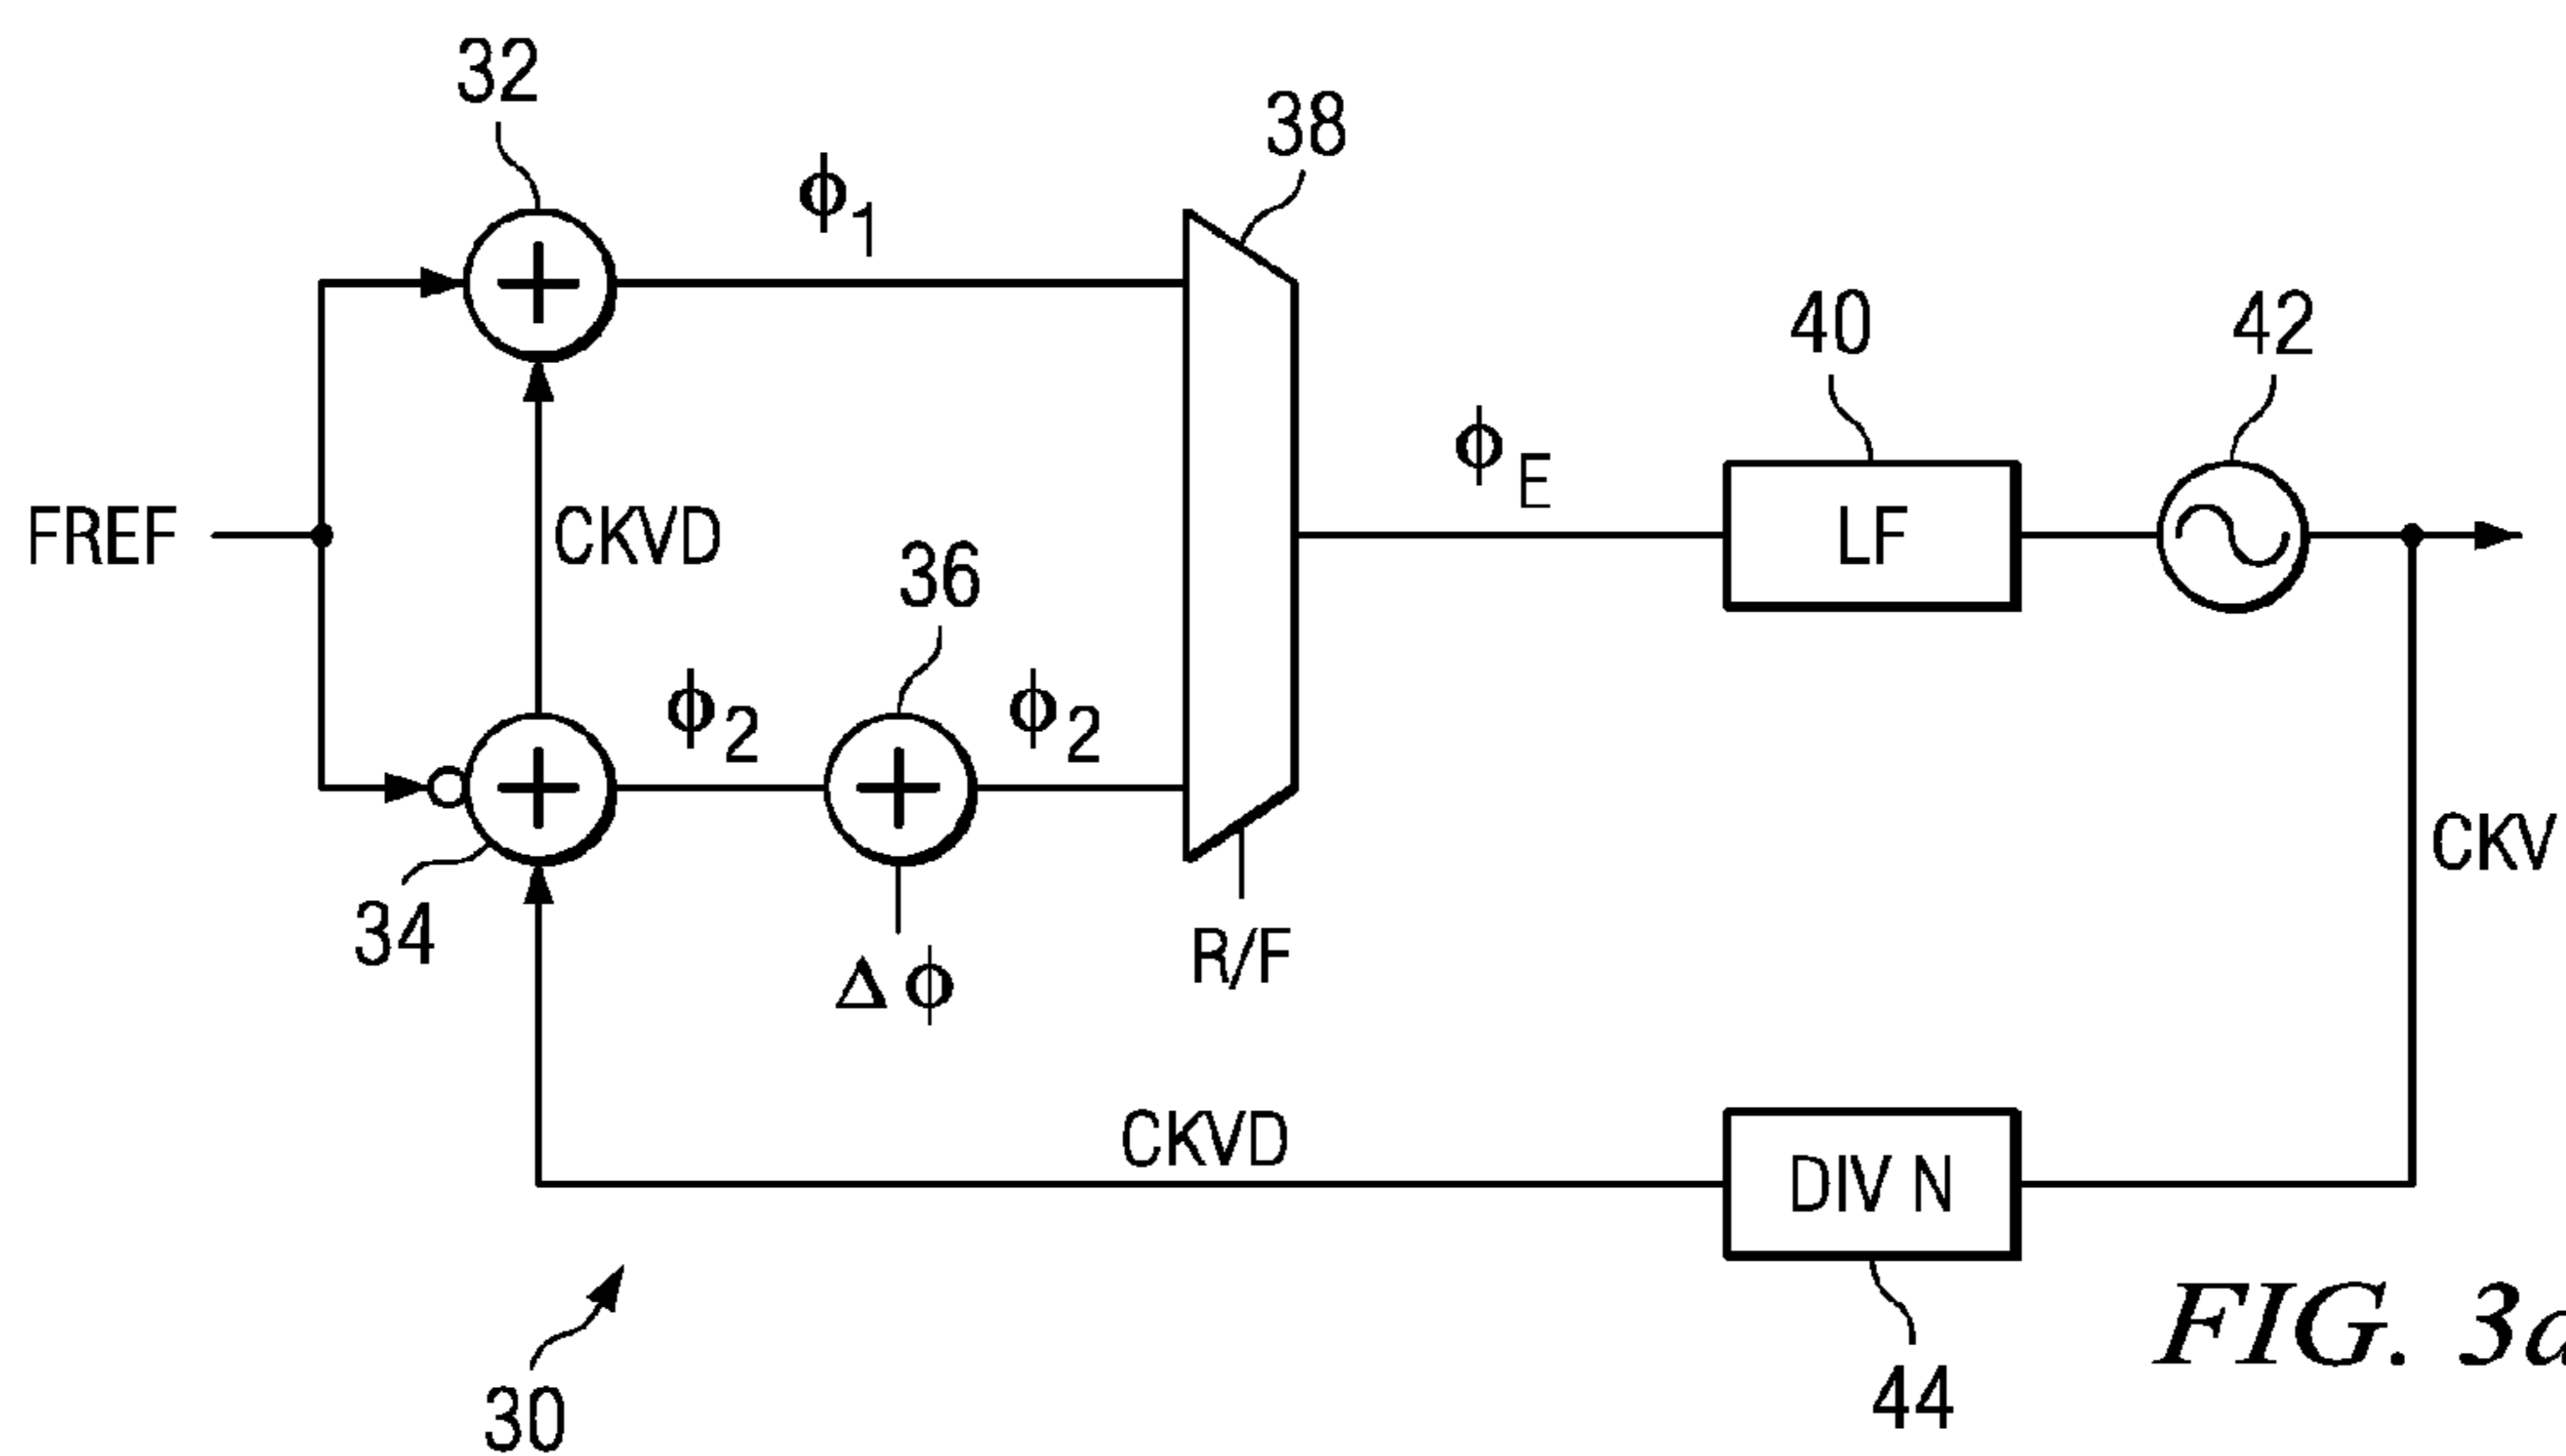 32
ϕ1
38
40
42
FREF
CKVD
ϕE
LF
36
ϕ2
ϕ2
34
Δϕ
R/F
CKV
CKVD
DIV N
30
44
FIG. 3a